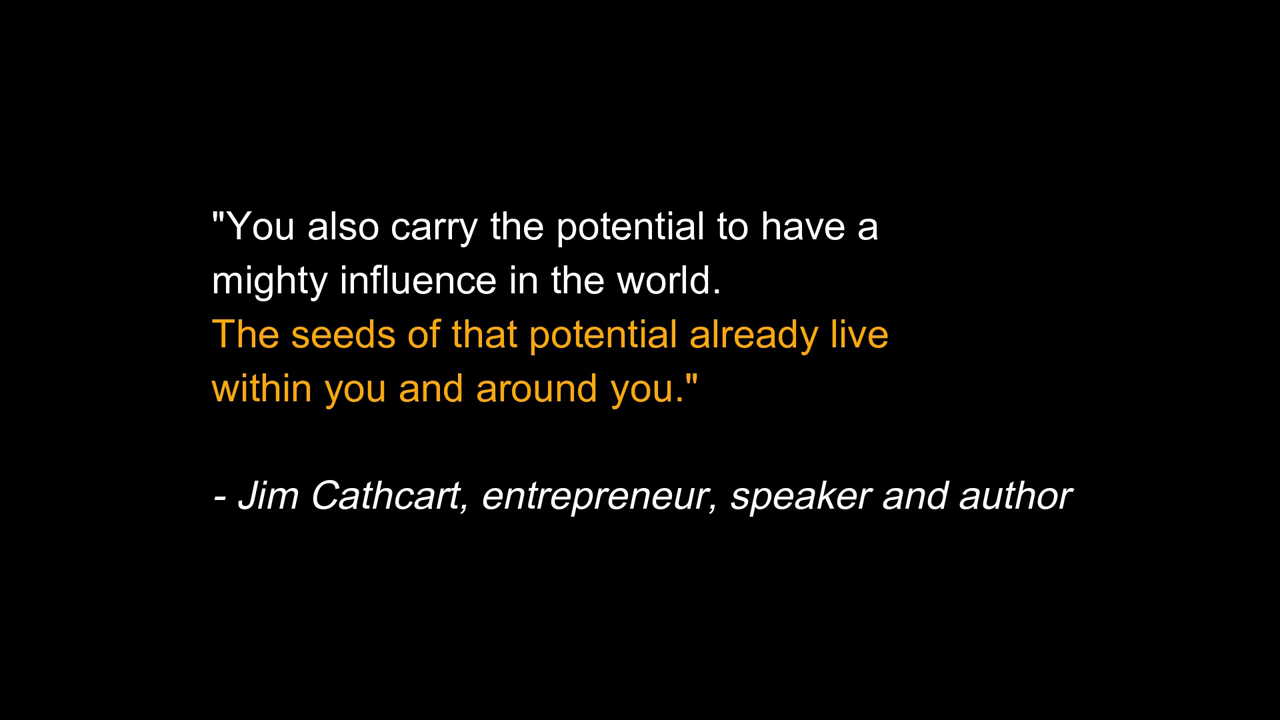 "You also carry the potential to have a
mighty influence in the world.
The seeds of that potential already live
within you and around you."
- Jim Cathcart, entrepreneur, speaker and author